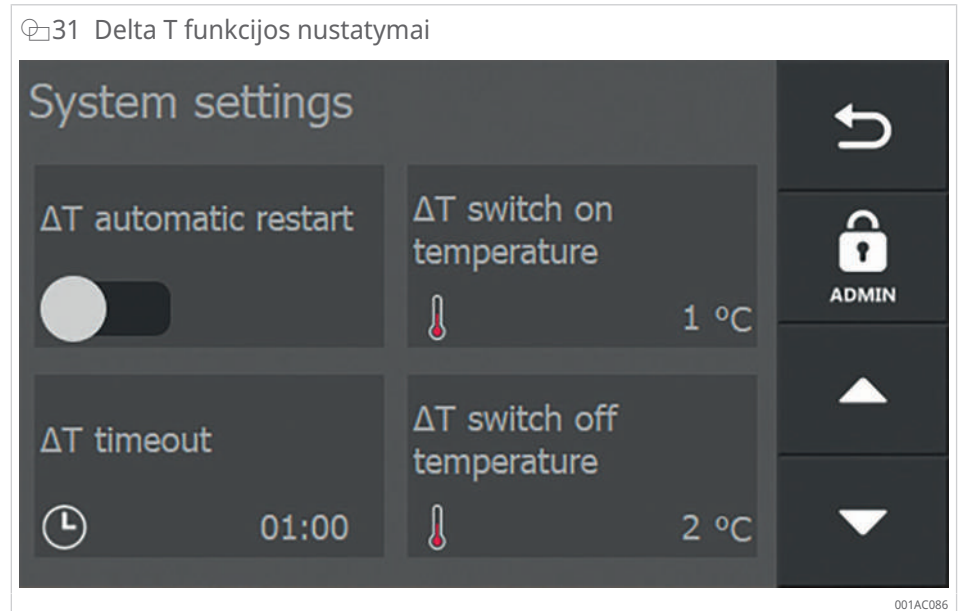 31 Delta T funkcijos nustatymai
System settings
ΔT automatic restart
ΔT switch on
temperature
1 ºC
ADMIN
ΔT timeout
01:00
ΔT switch off
temperature
2 ºC
001AC086